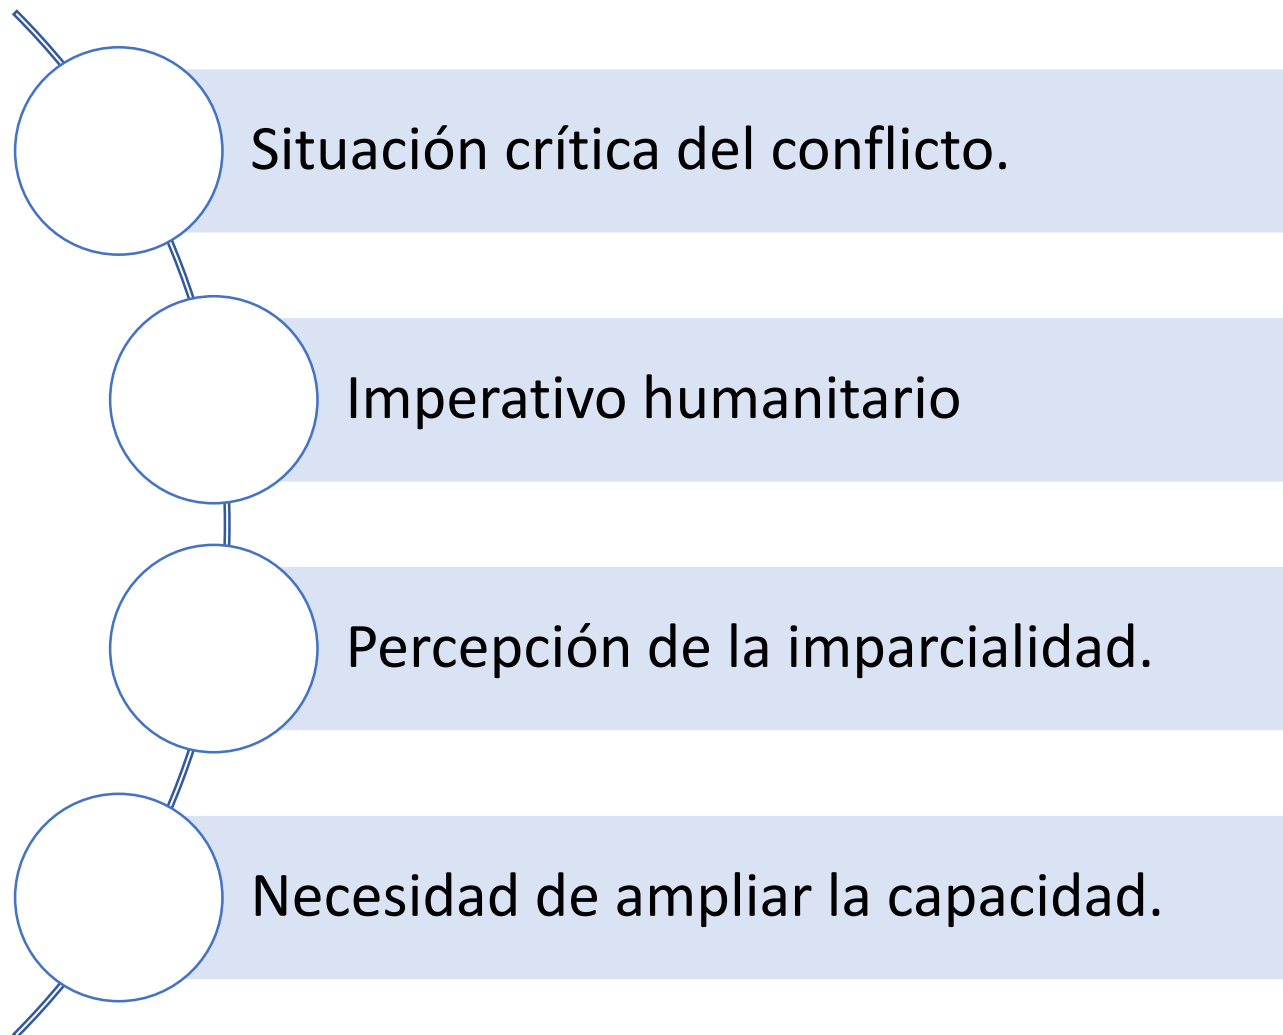 Situación crítica del conflicto.
Imperativo humanitario
Percepción de la imparcialidad.
Necesidad de ampliar la capacidad.